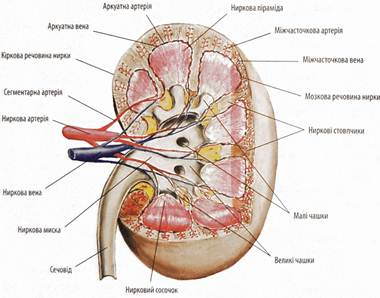 Аркуатна артерія
Ниркова піраміда
Аркуатна вена
Міжчасточкова артерія
Кіркова речовина нирки
Міжчасточкова вена
Сегментарна артерія
Мозкова речовина нирки
Ниркова артерія
Ниркові стовпчики
Ниркова вена
Малі чашки
Ниркова миска
Великі чашки
Сечовід
Нирковий сосочок